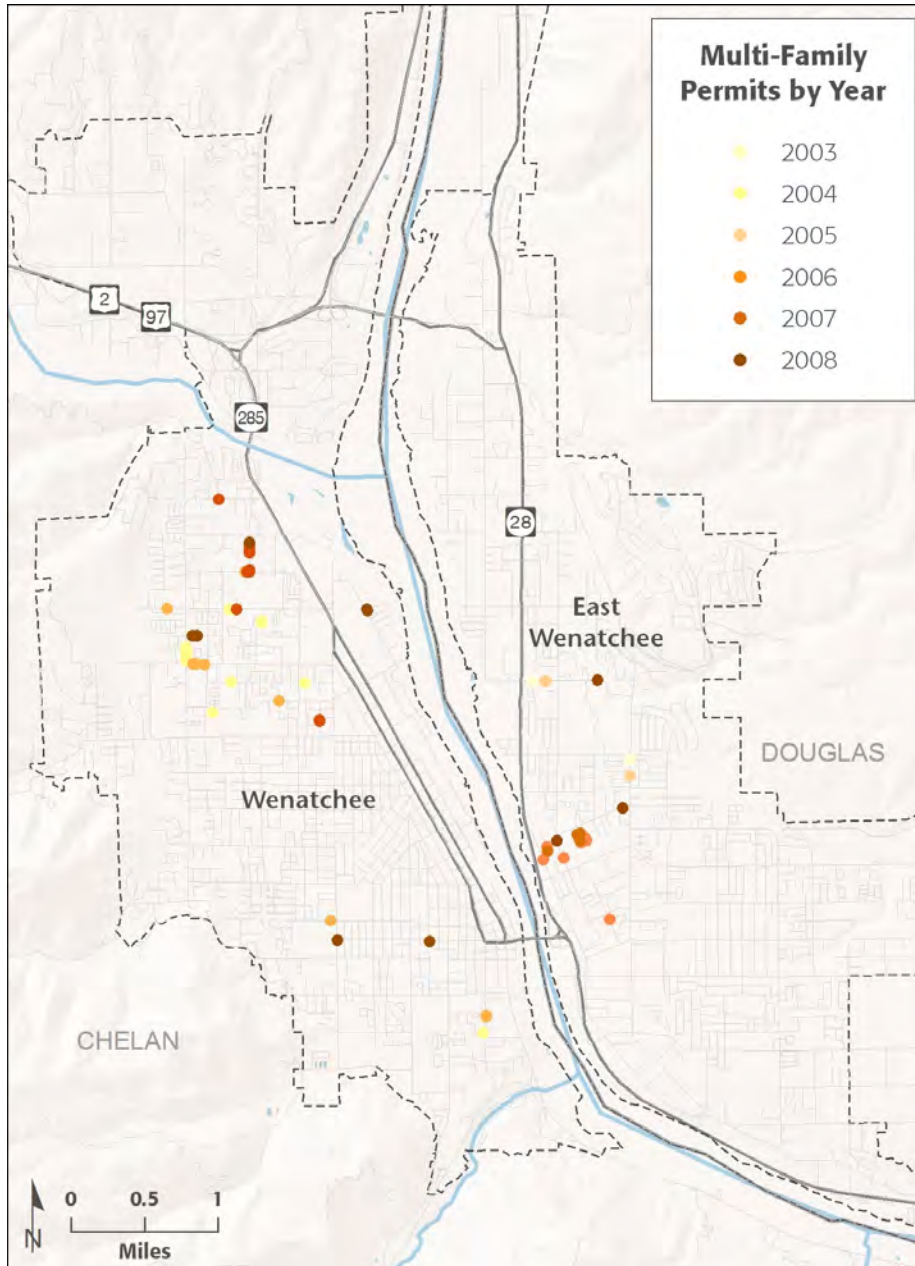 Multi-Family
Permits by Year
2003
2004
2005
2006
2007
2008
2
97
285
28
East
Wenatchee
DOUGLAS
Wenatchee
CHELAN
N
0 0.5 1
Miles